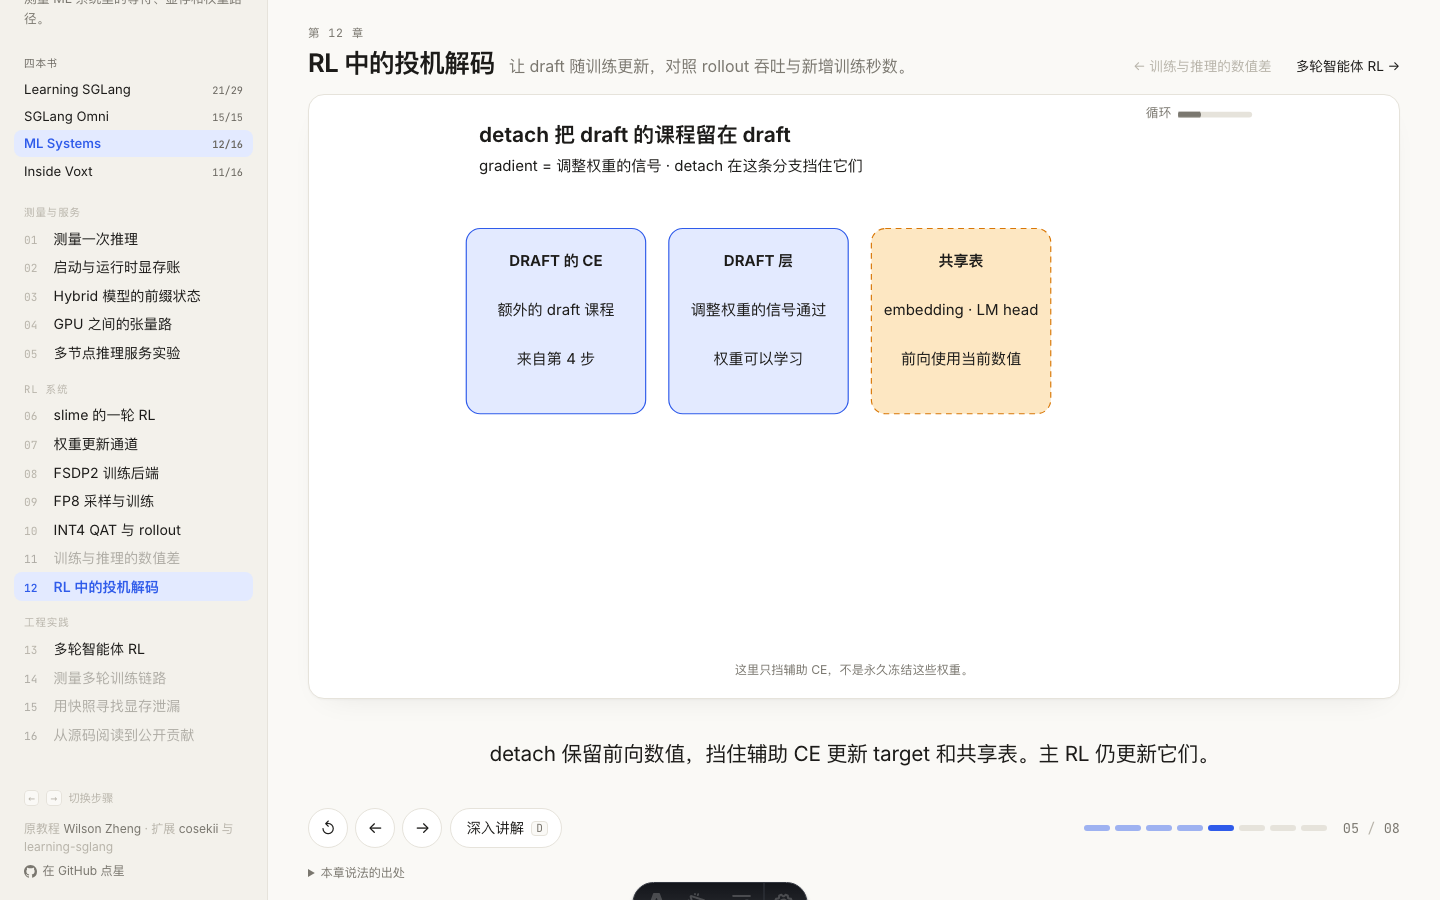 径。
四本书
Learning SGLang 21/29
SGLang Omni 15/15
ML Systems 12/16
Inside Voxt 11/16
测量与服务
01 测量一次推理
02 启动与运行时显存账
03 Hybrid 模型的前缀状态
04 GPU 之间的张量路
05 多节点推理服务实验
RL 系统
06 slime 的一轮 RL
07 权重更新通道
08 FSDP2 训练后端
09 FP8 采样与训练
10 INT4 QAT 与 rollout
11 训练与推理的数值差
12 RL 中的投机解码
工程实践
13 多轮智能体 RL
14 测量多轮训练链路
15 用快照寻找显存泄漏
16 从源码阅读到公开贡献
← → 切换步骤
原教程 Wilson Zheng · 扩展 cosekii 与
learning-sglang
在 GitHub 点星
第 12 章
RL 中的投机解码 让 draft 随训练更新，对照 rollout 吞吐与新增训练秒数。
← 训练与推理的数值差 多轮智能体 RL →
循环
detach 把 draft 的课程留在 draft
gradient = 调整权重的信号 · detach 在这条分支挡住它们
DRAFT 的 CE
额外的 draft 课程
来自第 4 步
DRAFT 层
调整权重的信号通过
权重可以学习
共享表
embedding · LM head
前向使用当前数值
这里只挡辅助 CE，不是永久冻结这些权重。
detach 保留前向数值，挡住辅助 CE 更新 target 和共享表。主 RL 仍更新它们。
深入讲解 D
05 / 08
本章说法的出处